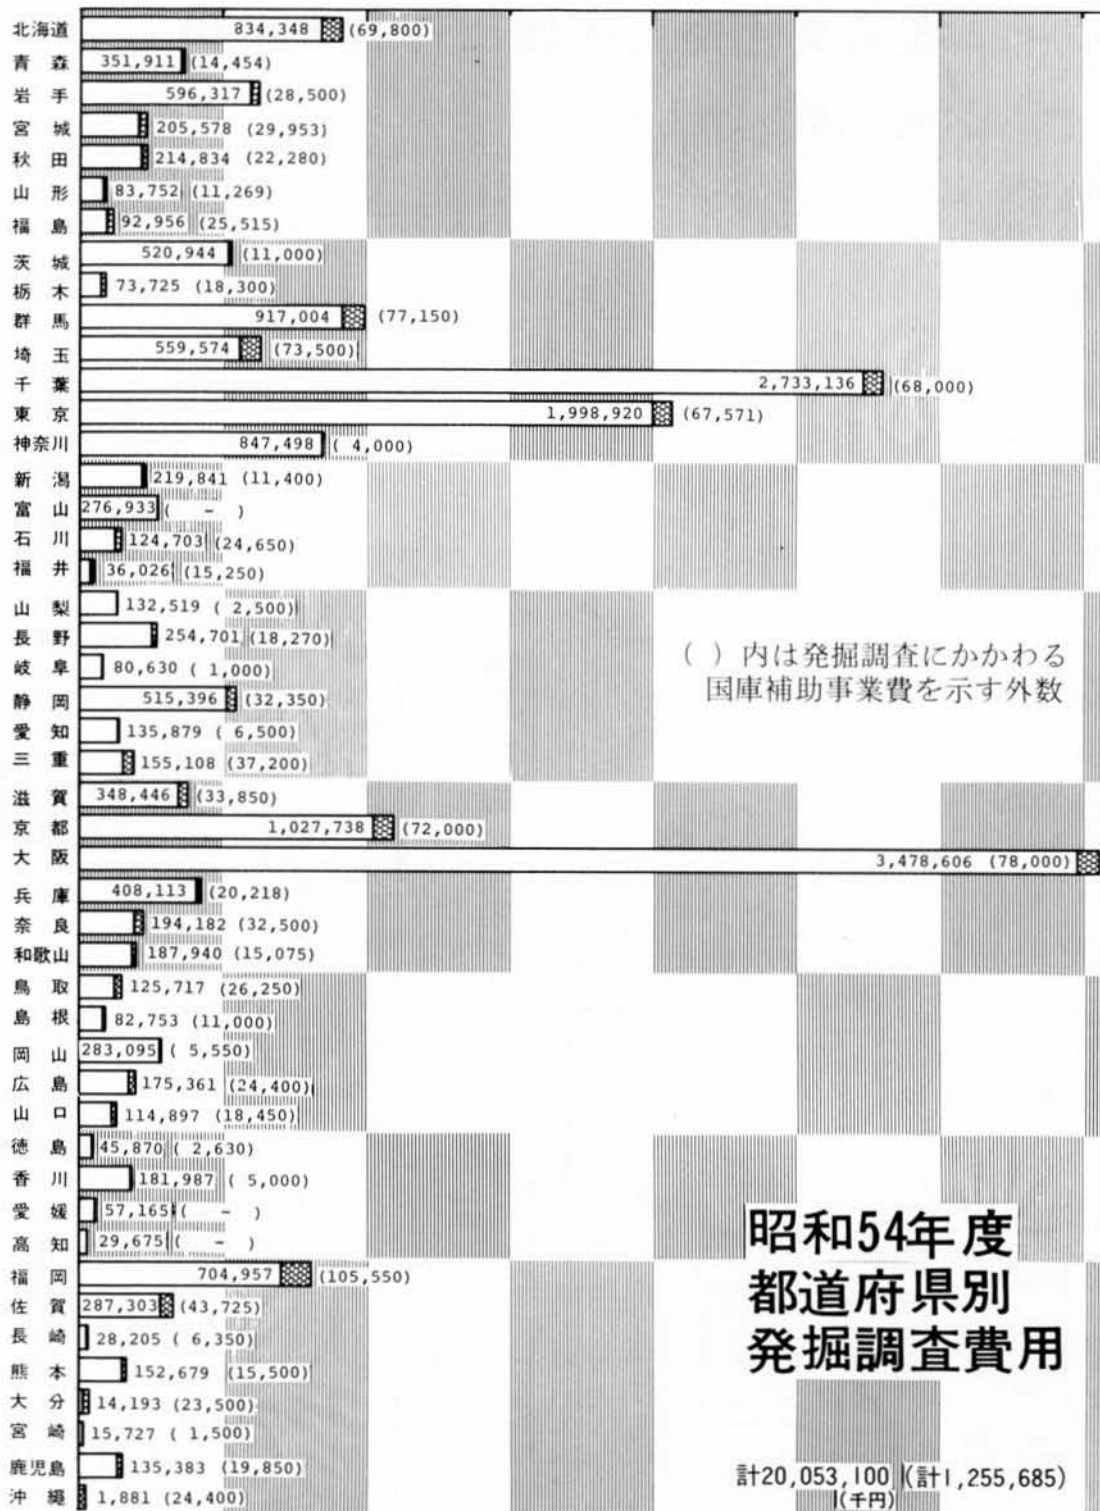 北海道 834,348 (69,800)
青森 351,911 (14,454)
岩手 596,317 (28,500)
宮城 205,578 (29,953)
秋田 214,834 (22,280)
山形 83,752 (11,269)
福島 92,956 (25,515)
茨城 520,944 (11,000)
栃木 73,725 (18,300)
群馬 917,004 (77,150)
埼玉 559,574 (73,500)
千葉 2,733,136 (68,000)
東京 1,998,920 (67,571)
神奈川 847,498 ( 4,000)
新潟 219,841 (11,400)
富山 276,933 ( - )
石川 124,703 (24,650)
福井 36,026 (15,250)
山梨 132,519 ( 2,500)
長野 254,701 (18,270)
岐阜 80,630 ( 1,000)
静岡 515,396 (32,350)
愛知 135,879 ( 6,500)
三重 155,108 (37,200)
滋賀 348,446 (33,850)
京都 1,027,738 (72,000)
大阪 3,478,606 (78,000)
兵庫 408,113 (20,218)
奈良 194,182 (32,500)
和歌山 187,940 (15,075)
鳥取 125,717 (26,250)
島根 82,753 (11,000)
岡山 283,095 ( 5,550)
広島 175,361 (24,400)
山口 114,897 (18,450)
徳島 45,870 ( 2,630)
香川 181,987 ( 5,000)
愛媛 57,165 ( - )
高知 29,675 ( - )
福岡 704,957 (105,550)
佐賀 287,303 (43,725)
長崎 28,205 ( 6,350)
熊本 152,679 (15,500)
大分 14,193 (23,500)
宮崎 15,727 ( 1,500)
鹿児島 135,383 (19,850)
沖縄 1,881 (24,400)
( ) 内は発掘調査にかかわる
国庫補助事業費を示す外数
昭和54年度
都道府県別
発掘調査費用
計20,053,100 (計1,255,685)
(千円)